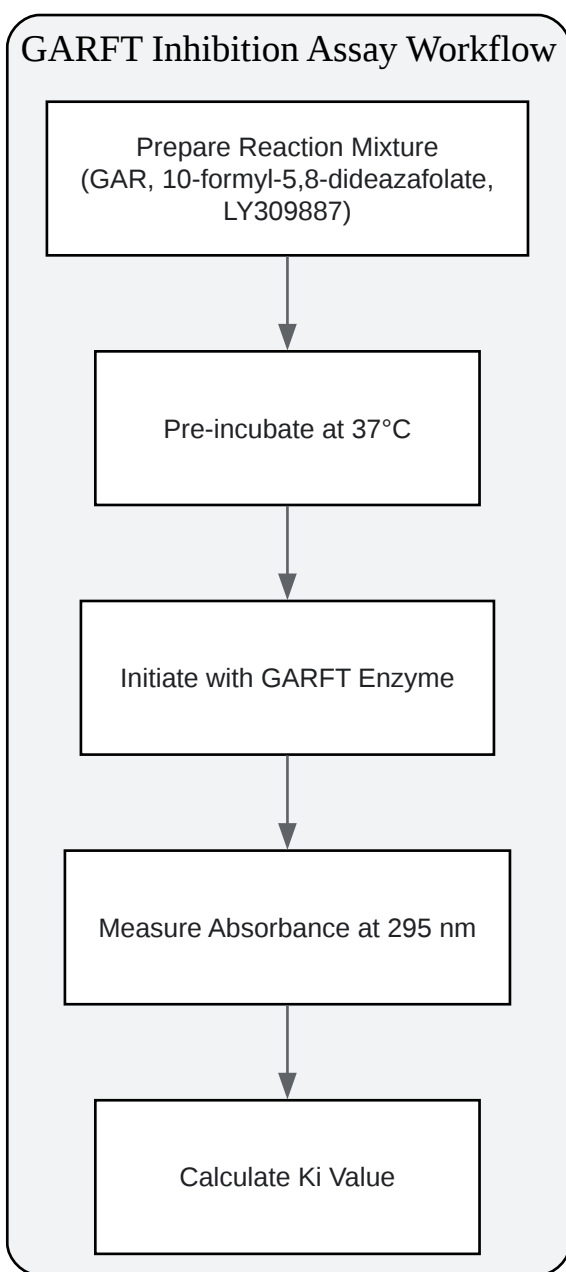 GARFT Inhibition Assay Workflow
Prepare Reaction Mixture
(GAR, 10-formyl-5,8-dideazafolate,
LY309887)
Pre-incubate at 37°C
Initiate with GARFT Enzyme
Measure Absorbance at 295 nm
Calculate Ki Value